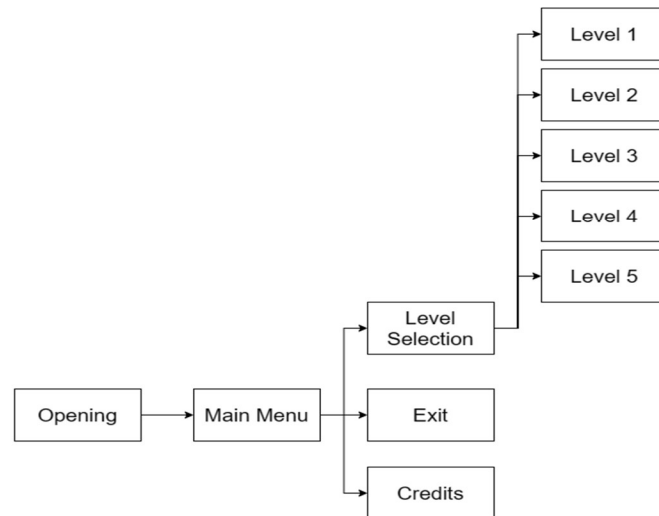 Level 1
Level 2
Level 3
Level 4
Level 5
Level
Selection
Opening
Main Menu
Exit
Credits